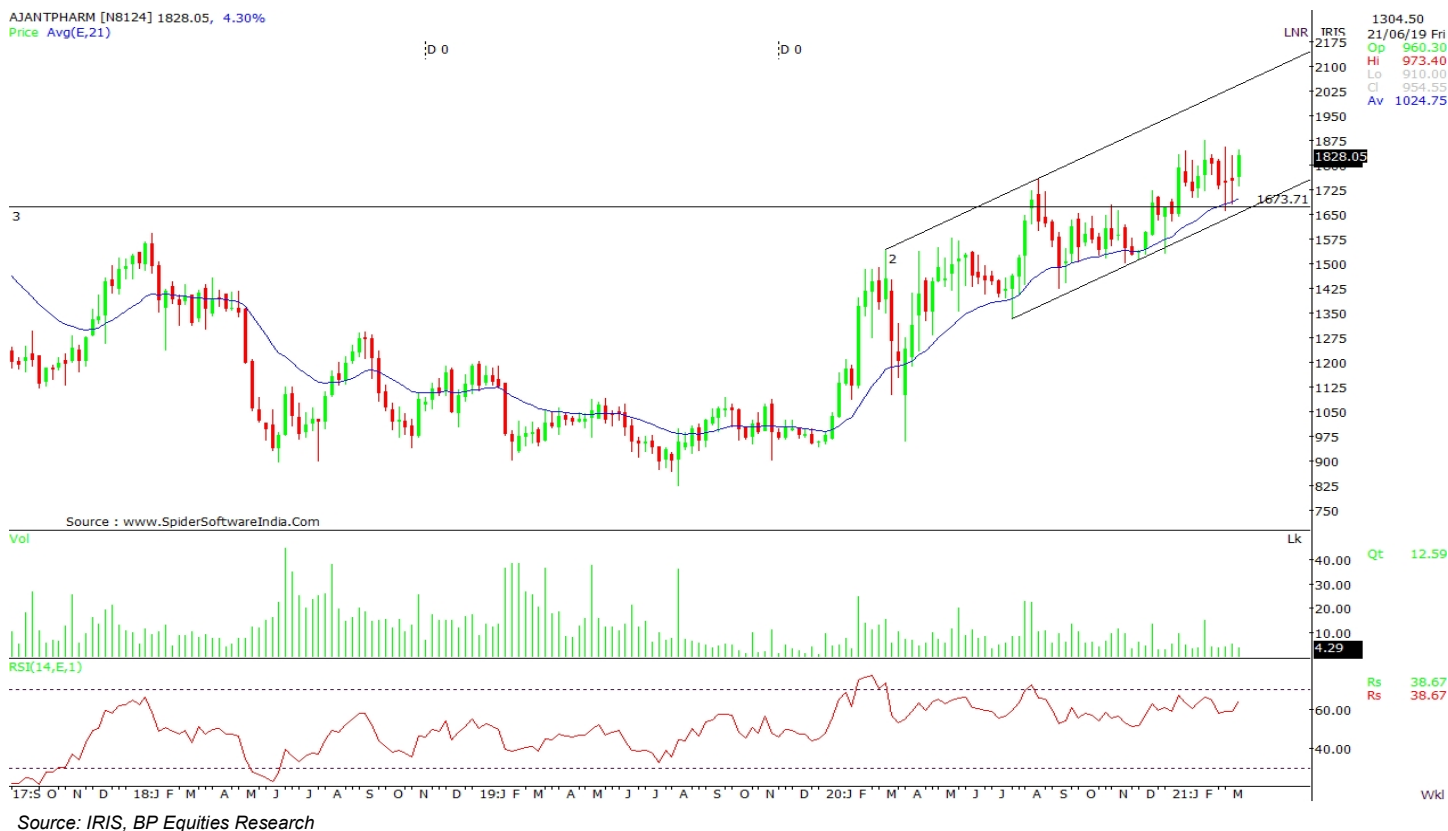 AJANTPHARM [N8124] 1828.05, 4.30%
Price Avg(E,21)
D 0
D 0
LNR
IRIS
1304.50
21/06/19 Fri
Op 960.30
Hi 973.40
Lo 910.00
Cl 954.55
Av 1024.75
2175
2100
2025
1950
1875
1828.05
1725
1650
1575
1500
1425
1350
1275
1200
1125
1050
975
900
825
750
1673.71
3
2
Source : www.SpiderSoftwareIndia.Com
Vol
Lk
40.00
30.00
20.00
10.00
4.29
Qt 12.59
RSI(14,E,1)
60.00
40.00
Rs 38.67
Rs 38.67
17:S O N D 18:J F M A M J J A S O N D 19:J F M A M J J A S O N D 20:J F M A M J J A S O N D 21:J F M
Wkl
Source: IRIS, BP Equities Research